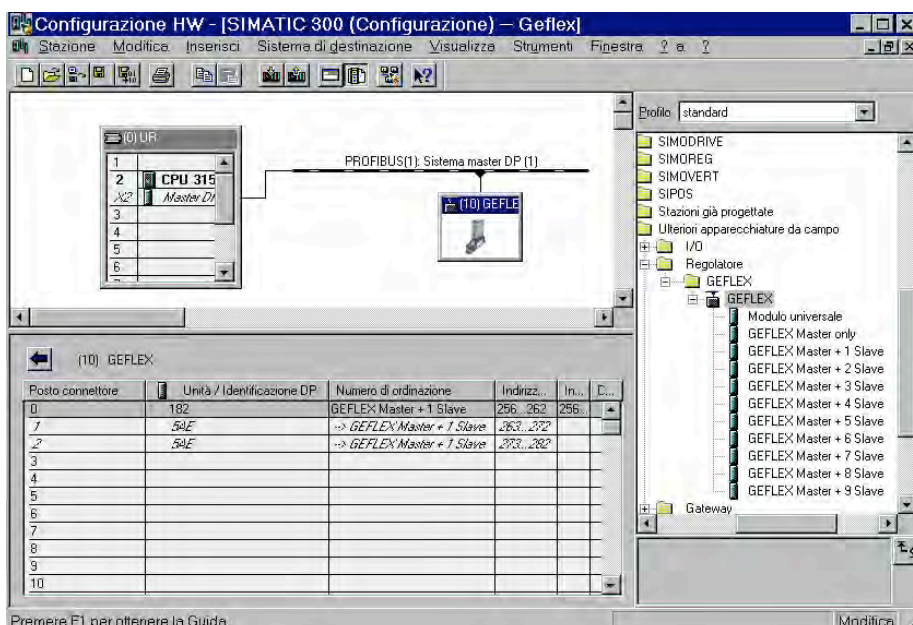 Configurazione HW - [SIMATIC 300 (Configurazione) -- Geflex]
Stazione Modifica Inserisci Sistema di destinazione Visualizza Strumenti Finestra ? a ?
(0) UR
1
2 CPU 315
X2 Master DP
3
4
5
6
PROFIBUS(1): Sistema master DP (1)
(10) GEFLE
Profilo standard
SIMODRIVE
SIMOREG
SIMOVERT
SIPOS
Stazioni già progettate
Ulteriori apparecchiature da campo
I/O
Regolatore
GEFLEX
GEFLEX
Modulo universale
GEFLEX Master only
GEFLEX Master + 1 Slave
GEFLEX Master + 2 Slave
GEFLEX Master + 3 Slave
GEFLEX Master + 4 Slave
GEFLEX Master + 5 Slave
GEFLEX Master + 6 Slave
GEFLEX Master + 7 Slave
GEFLEX Master + 8 Slave
GEFLEX Master + 9 Slave
Gateway
(10) GEFLEX
Posto connettore Unità / Identificazione DP Numero di ordinazione Indirizz... In... C...
0 182 GEFLEX Master + 1 Slave 256...262 256...
1 5AE --> GEFLEX Master + 1 Slave 263...272
2 5AE --> GEFLEX Master + 1 Slave 273...282
3
4
5
6
7
8
9
10
Premere F1 per ottenere la Guida.
Modifica